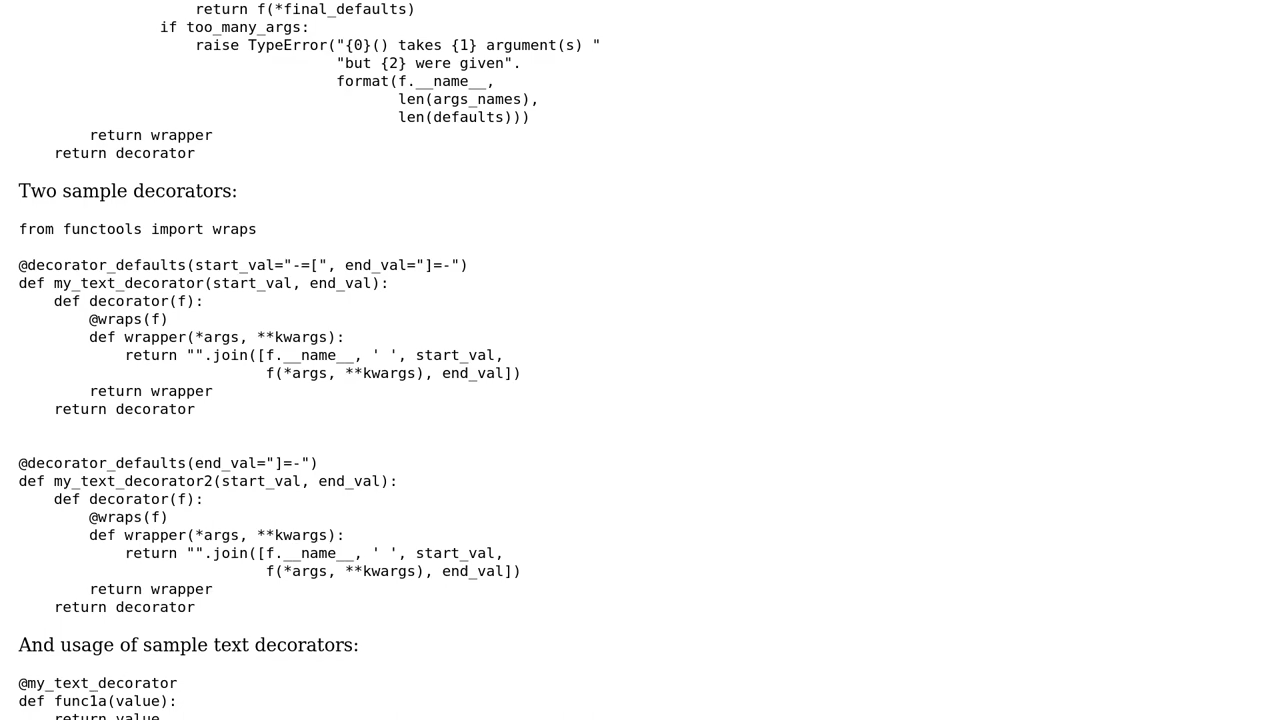 return f(*final_defaults)
                if too_many_args:
                    raise TypeError("{0}() takes {1} argument(s) "
                                    "but {2} were given".
                                    format(f.__name__,
                                           len(args_names),
                                           len(defaults)))
        return wrapper
    return decorator
Two sample decorators:
from functools import wraps

@decorator_defaults(start_val="-=[", end_val="]=-")
def my_text_decorator(start_val, end_val):
    def decorator(f):
        @wraps(f)
        def wrapper(*args, **kwargs):
            return "".join([f.__name__, ' ', start_val,
                            f(*args, **kwargs), end_val])
        return wrapper
    return decorator


@decorator_defaults(end_val="]=-")
def my_text_decorator2(start_val, end_val):
    def decorator(f):
        @wraps(f)
        def wrapper(*args, **kwargs):
            return "".join([f.__name__, ' ', start_val,
                            f(*args, **kwargs), end_val])
        return wrapper
    return decorator
And usage of sample text decorators:
@my_text_decorator
def func1a(value):
    return value